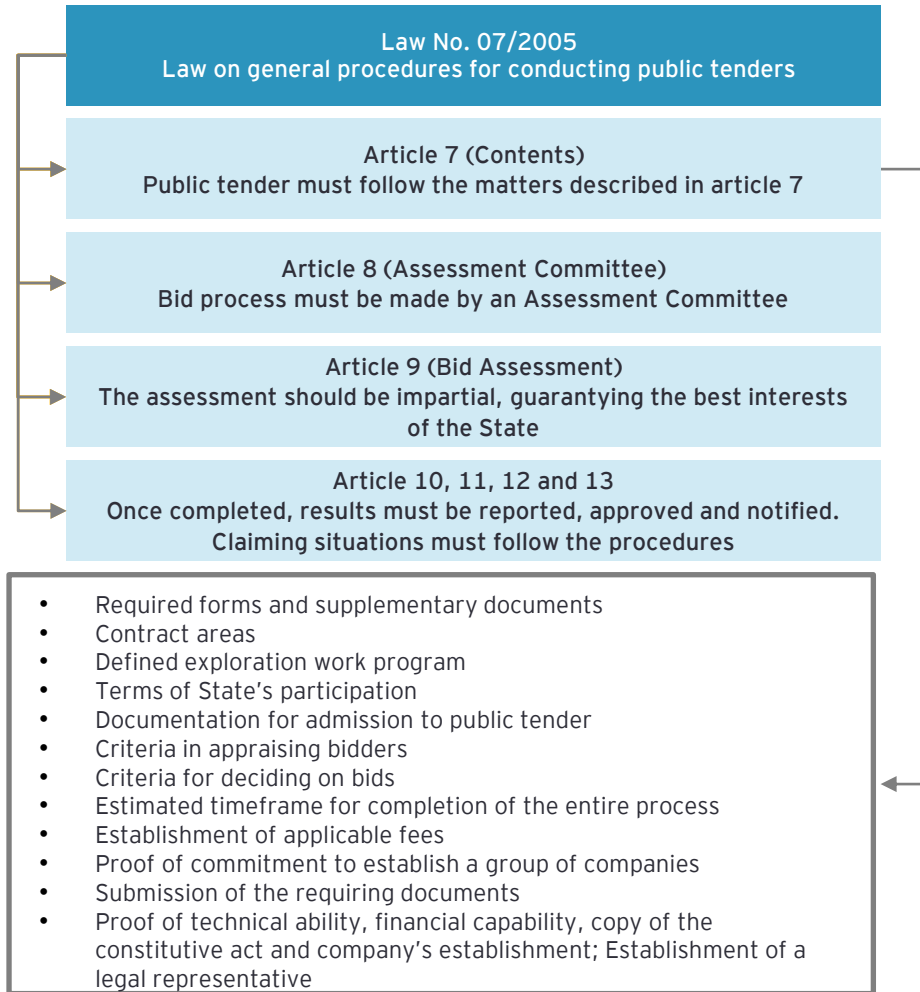 Law No. 07/2005
Law on general procedures for conducting public tenders
Article 7 (Contents)
Public tender must follow the matters described in article 7
Article 8 (Assessment Committee)
Bid process must be made by an Assessment Committee
Article 9 (Bid Assessment)
The assessment should be impartial, guarantying the best interests
of the State
Article 10, 11, 12 and 13
Once completed, results must be reported, approved and notified.
Claiming situations must follow the procedures
• Required forms and supplementary documents
• Contract areas
• Defined exploration work program
• Terms of State’s participation
• Documentation for admission to public tender
• Criteria in appraising bidders
• Criteria for deciding on bids
• Estimated timeframe for completion of the entire process
• Establishment of applicable fees
• Proof of commitment to establish a group of companies
• Submission of the requiring documents
• Proof of technical ability, financial capability, copy of the
constitutive act and company’s establishment; Establishment of a
legal representative